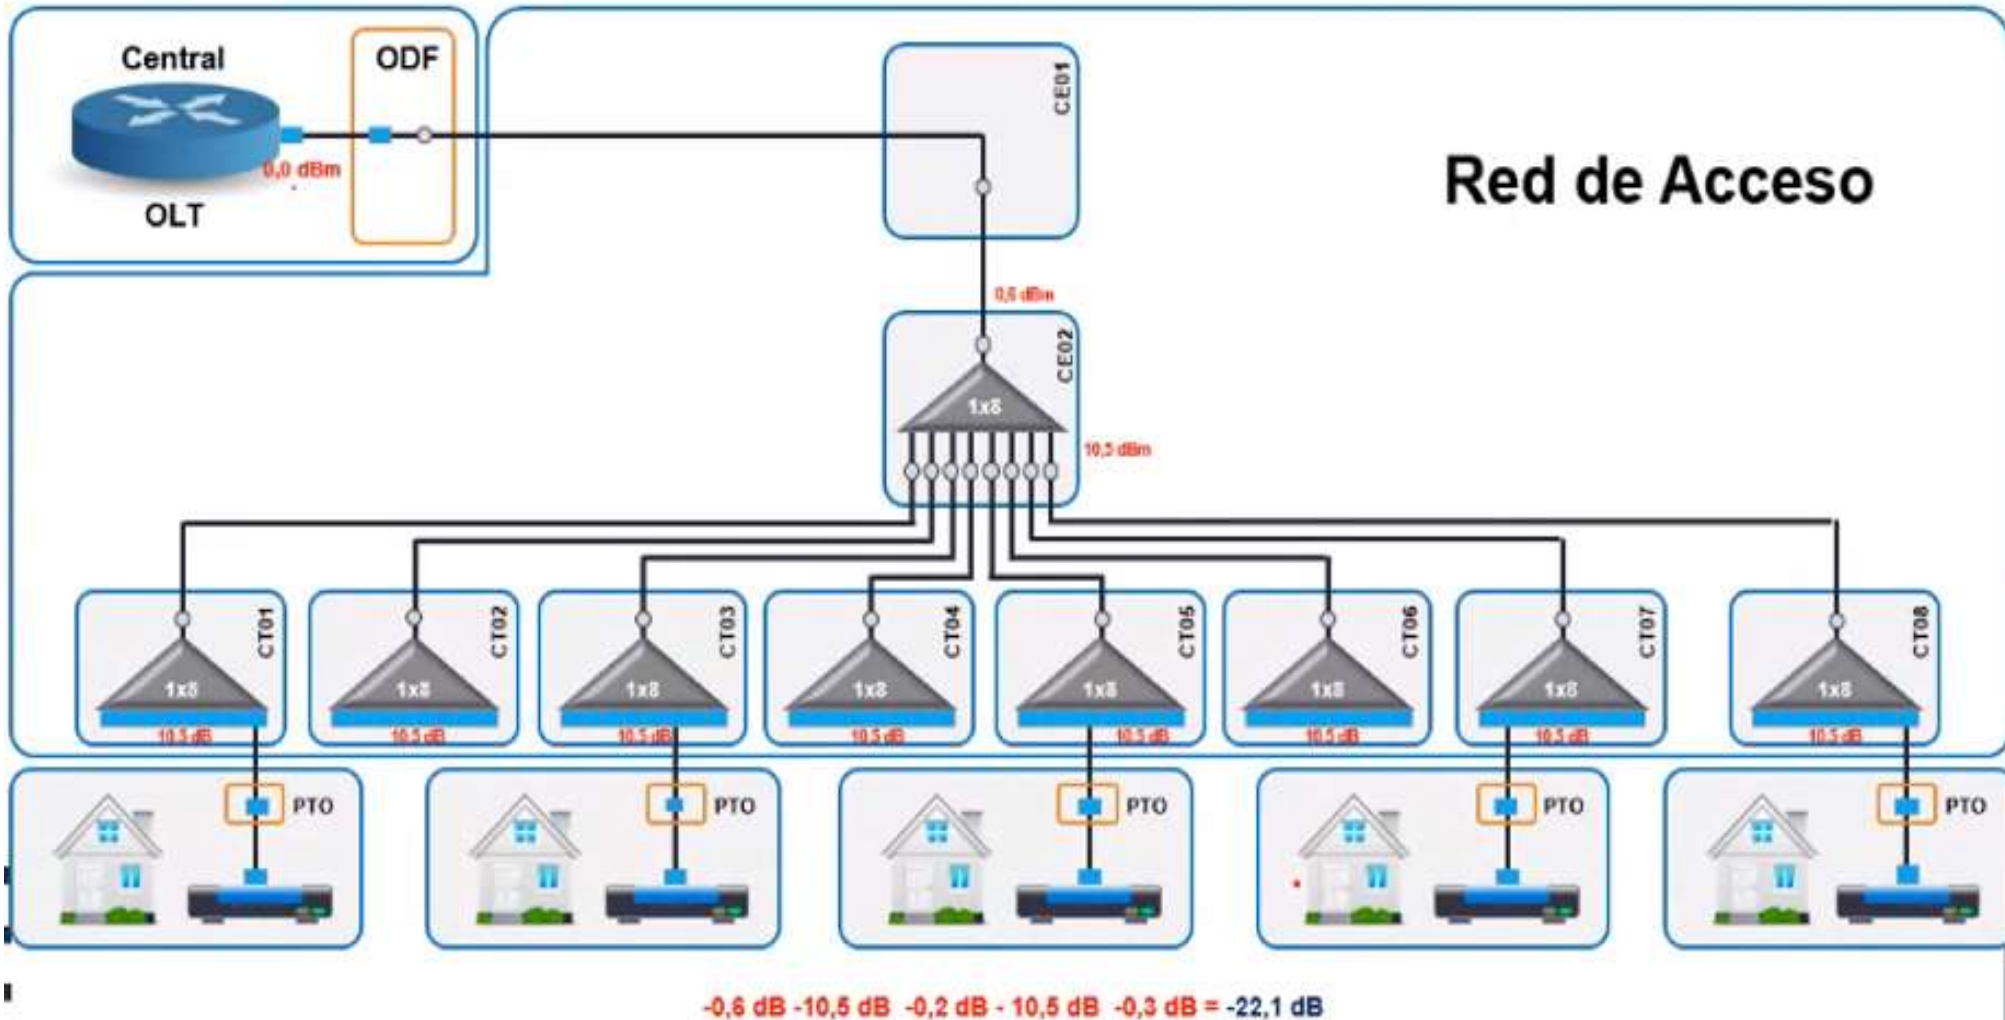 Central
ODF
0,0 dBm
OLT
CE01
Red de Acceso
0,6 dBm
CE02
1x8
10,5 dBm
CT01
CT02
CT03
CT04
CT05
CT06
CT07
CT08
1x8
1x8
1x8
1x8
1x8
1x8
1x8
1x8
10.5 dB
10.5 dB
10.5 dB
10.5 dB
10.5 dB
10.5 dB
10.5 dB
10.5 dB
PTO
PTO
PTO
PTO
PTO
-0,6 dB -10,5 dB -0,2 dB - 10,5 dB -0,3 dB = -22,1 dB